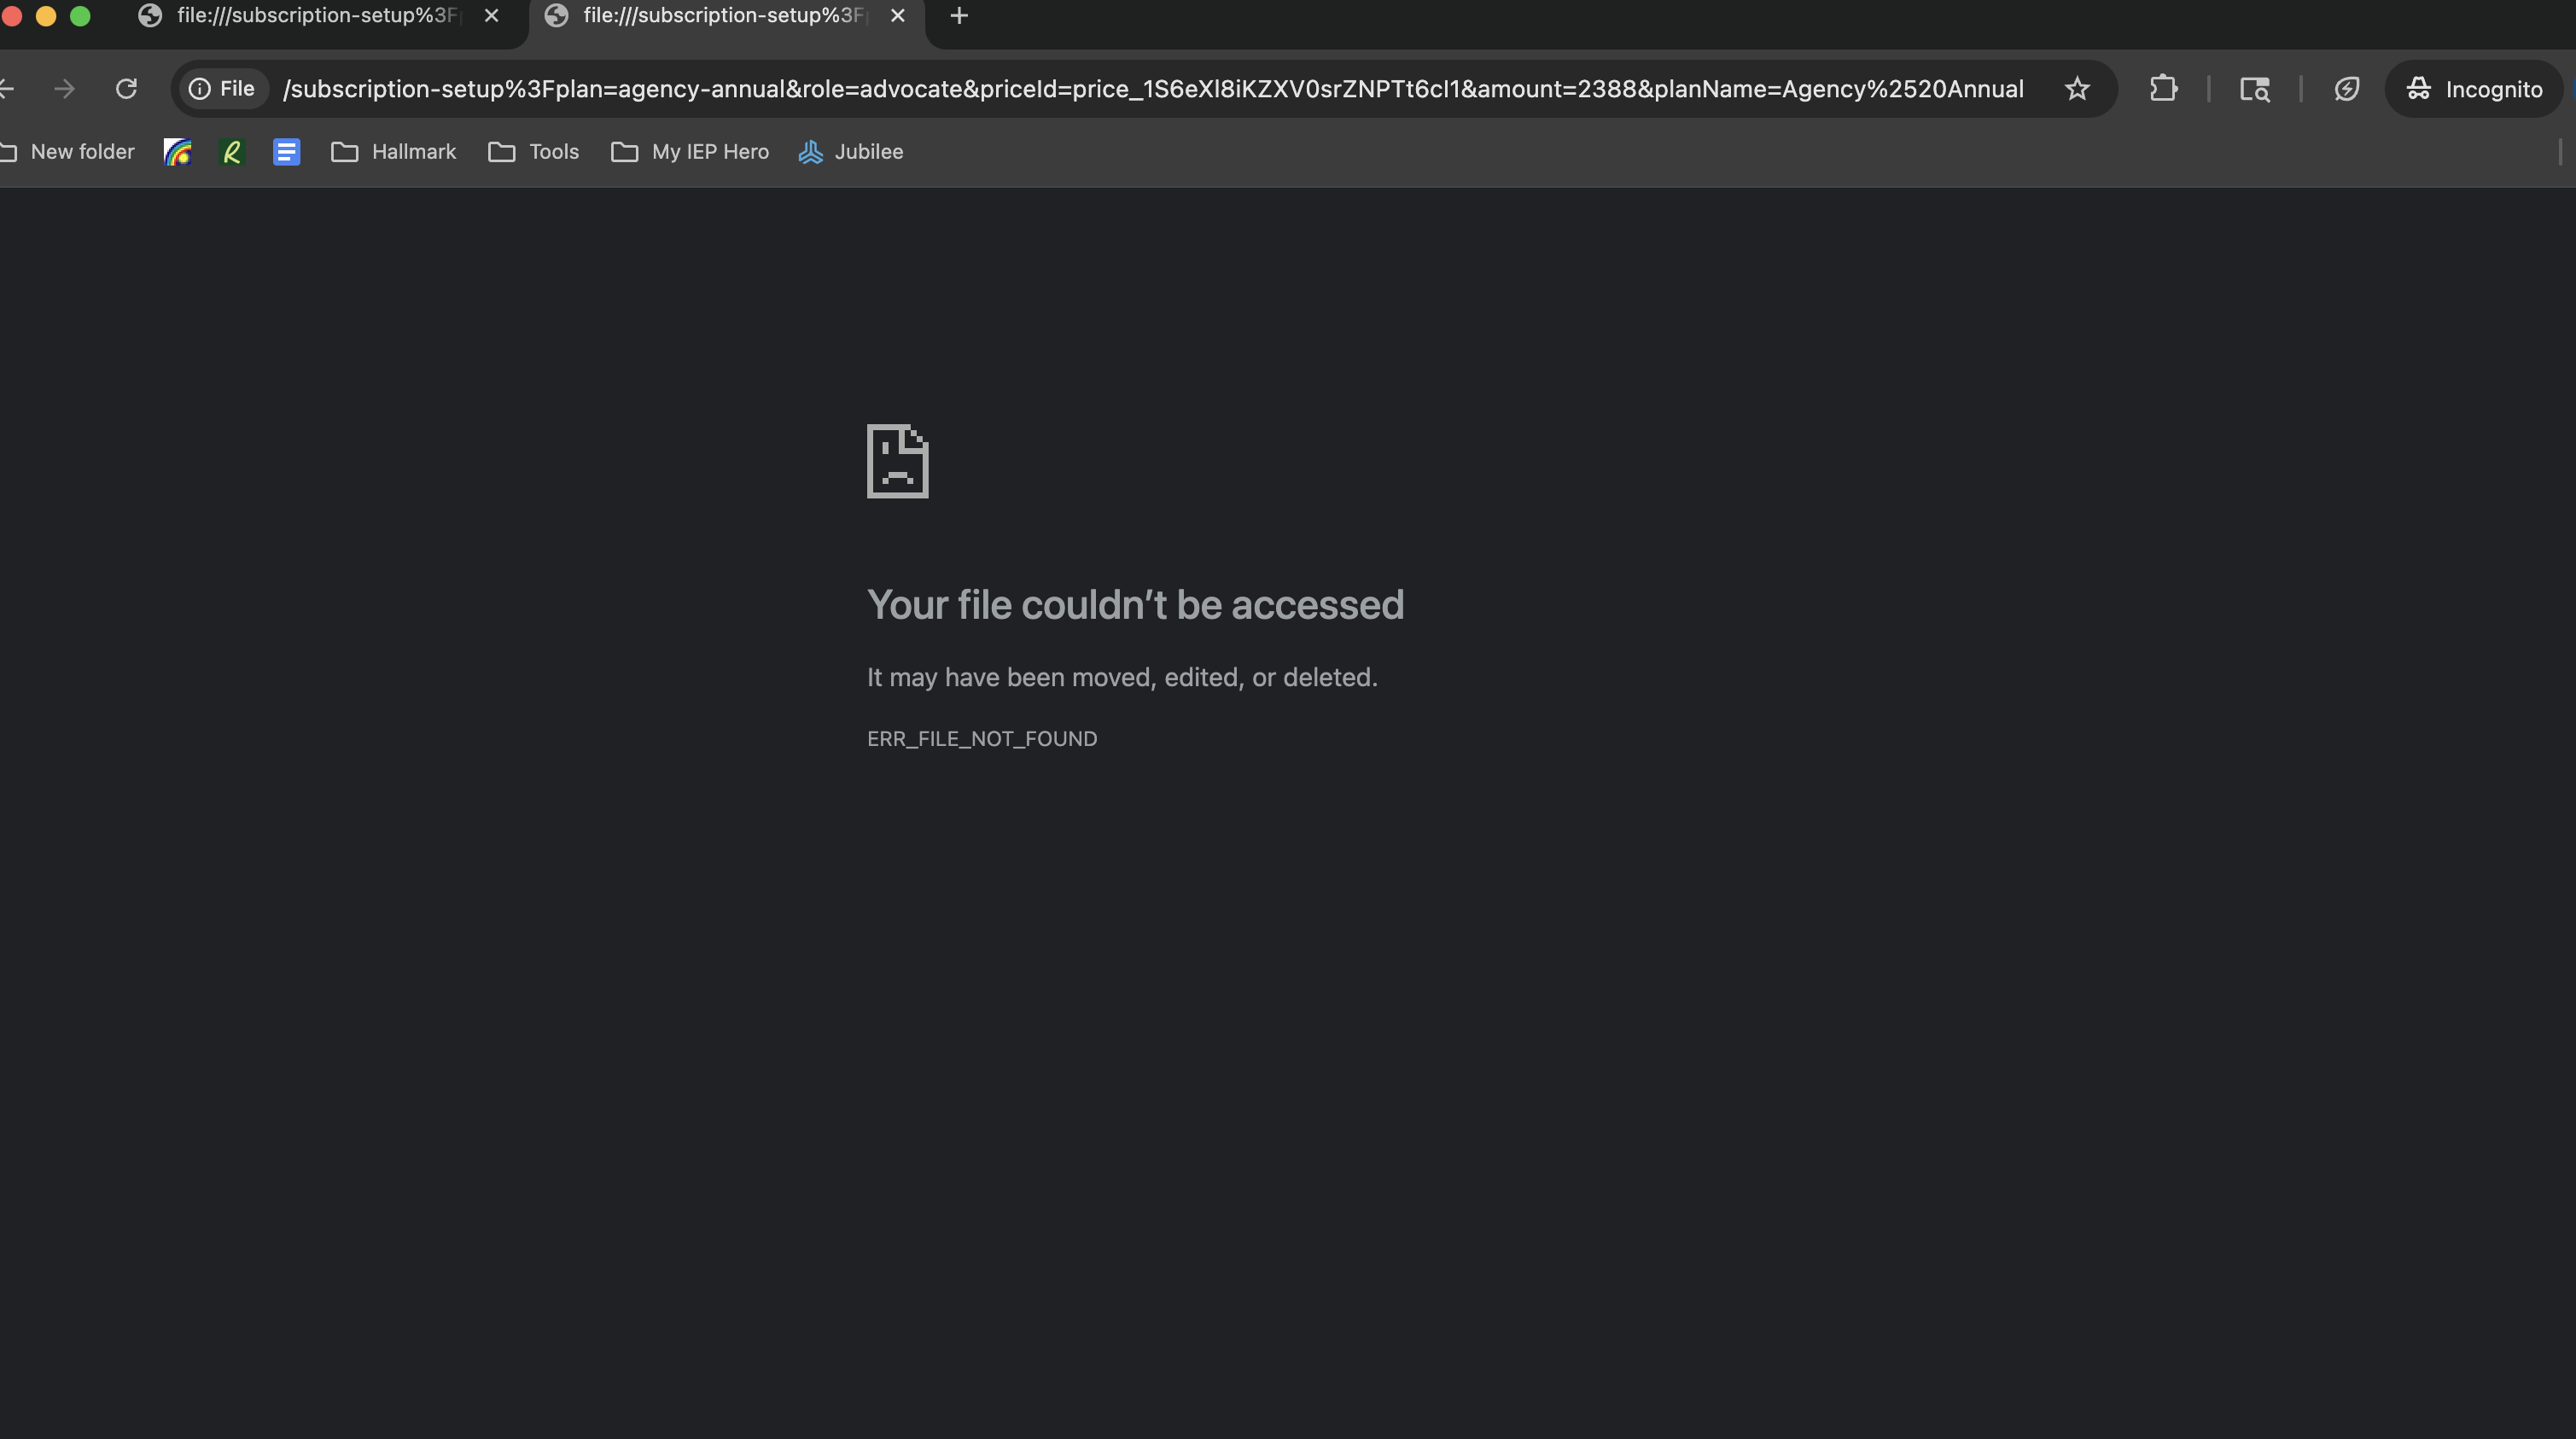 file:///subscription-setup%3F
file:///subscription-setup%3F
File
/subscription-setup%3Fplan=agency-annual&role=advocate&priceId=price_1S6eXl8iKZXV0srZNPTt6cl1&amount=2388&planName=Agency%2520Annual
Incognito
New folder
R
Hallmark
Tools
My IEP Hero
Jubilee
Your file couldn’t be accessed
It may have been moved, edited, or deleted.
ERR_FILE_NOT_FOUND